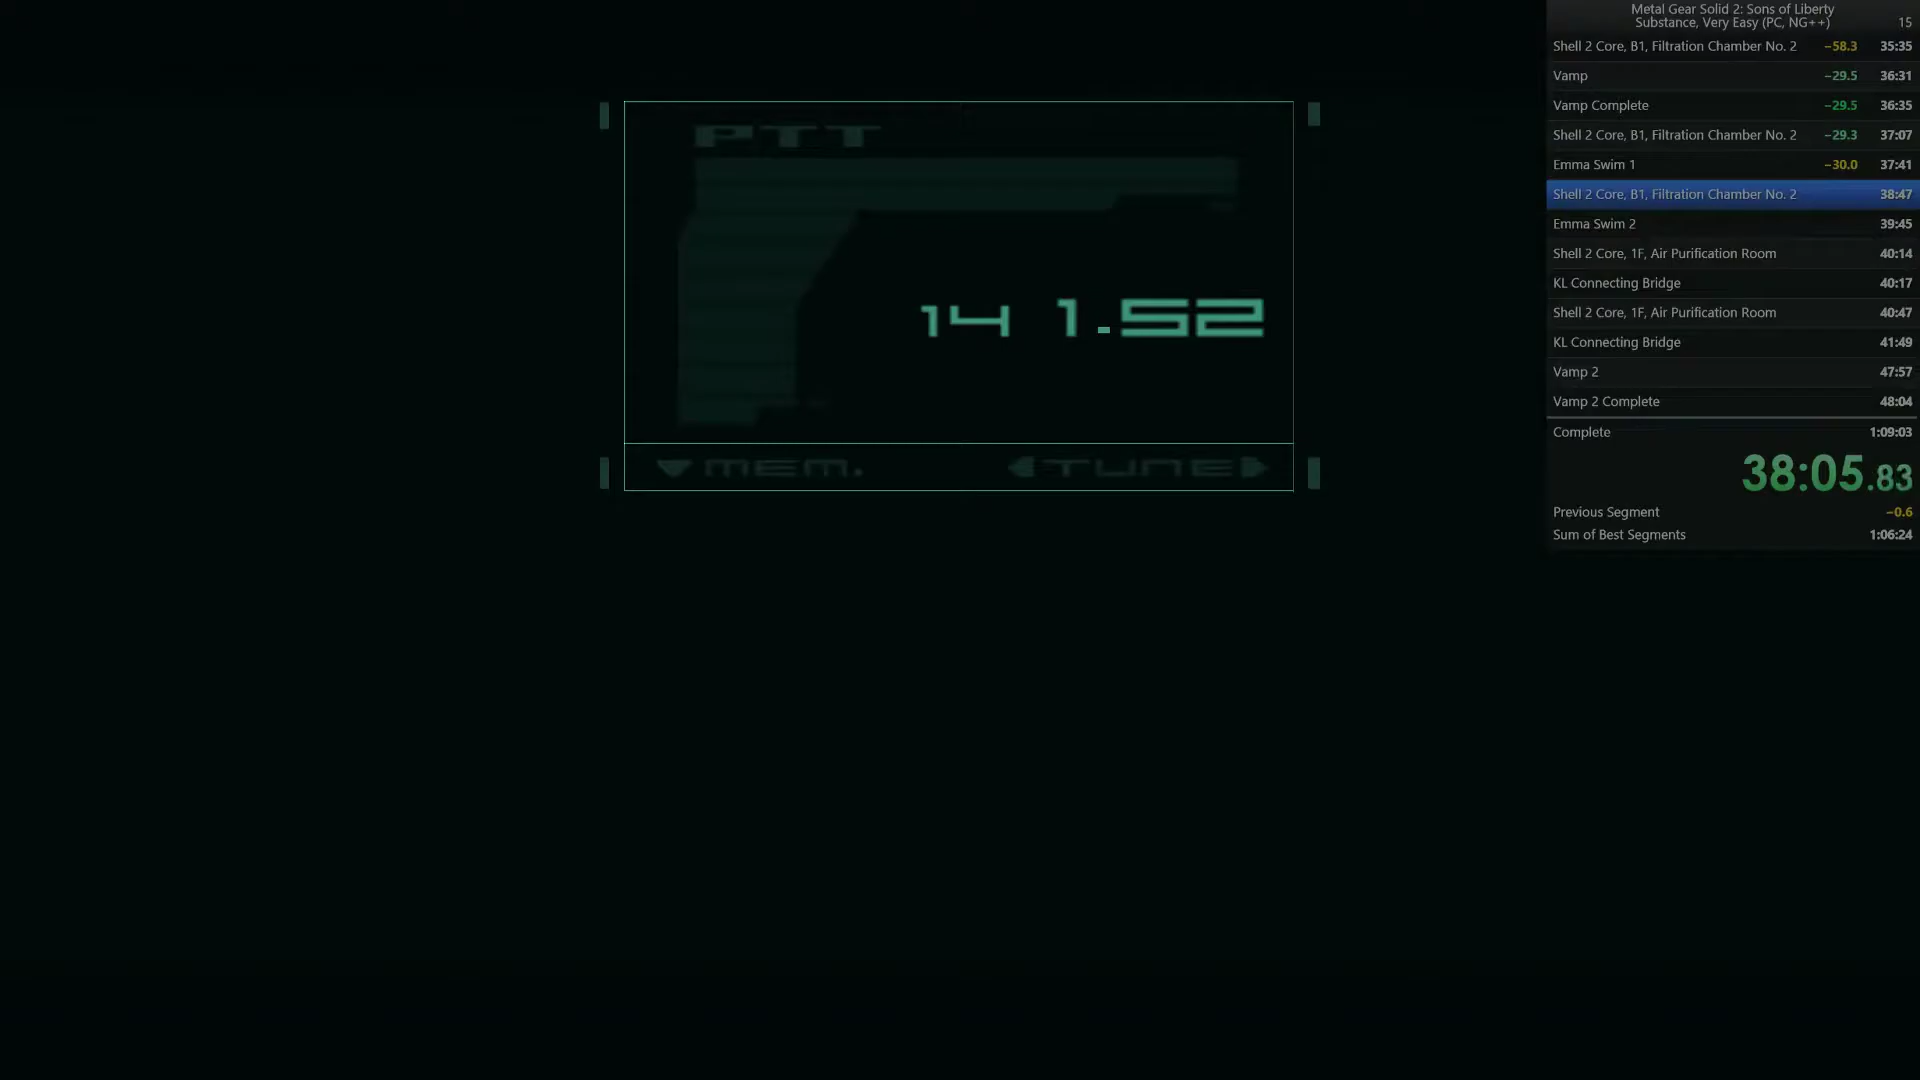 PTT
14 1.52
MEM.
TUNE
Metal Gear Solid 2: Sons of Liberty
Substance, Very Easy (PC, NG++) 15
Shell 2 Core, B1, Filtration Chamber No. 2 −58.3 35:35
Vamp −29.5 36:31
Vamp Complete −29.5 36:35
Shell 2 Core, B1, Filtration Chamber No. 2 −29.3 37:07
Emma Swim 1 −30.0 37:41
Shell 2 Core, B1, Filtration Chamber No. 2 38:47
Emma Swim 2 39:45
Shell 2 Core, 1F, Air Purification Room 40:14
KL Connecting Bridge 40:17
Shell 2 Core, 1F, Air Purification Room 40:47
KL Connecting Bridge 41:49
Vamp 2 47:57
Vamp 2 Complete 48:04
Complete 1:09:03
38:05.83
Previous Segment −0.6
Sum of Best Segments 1:06:24